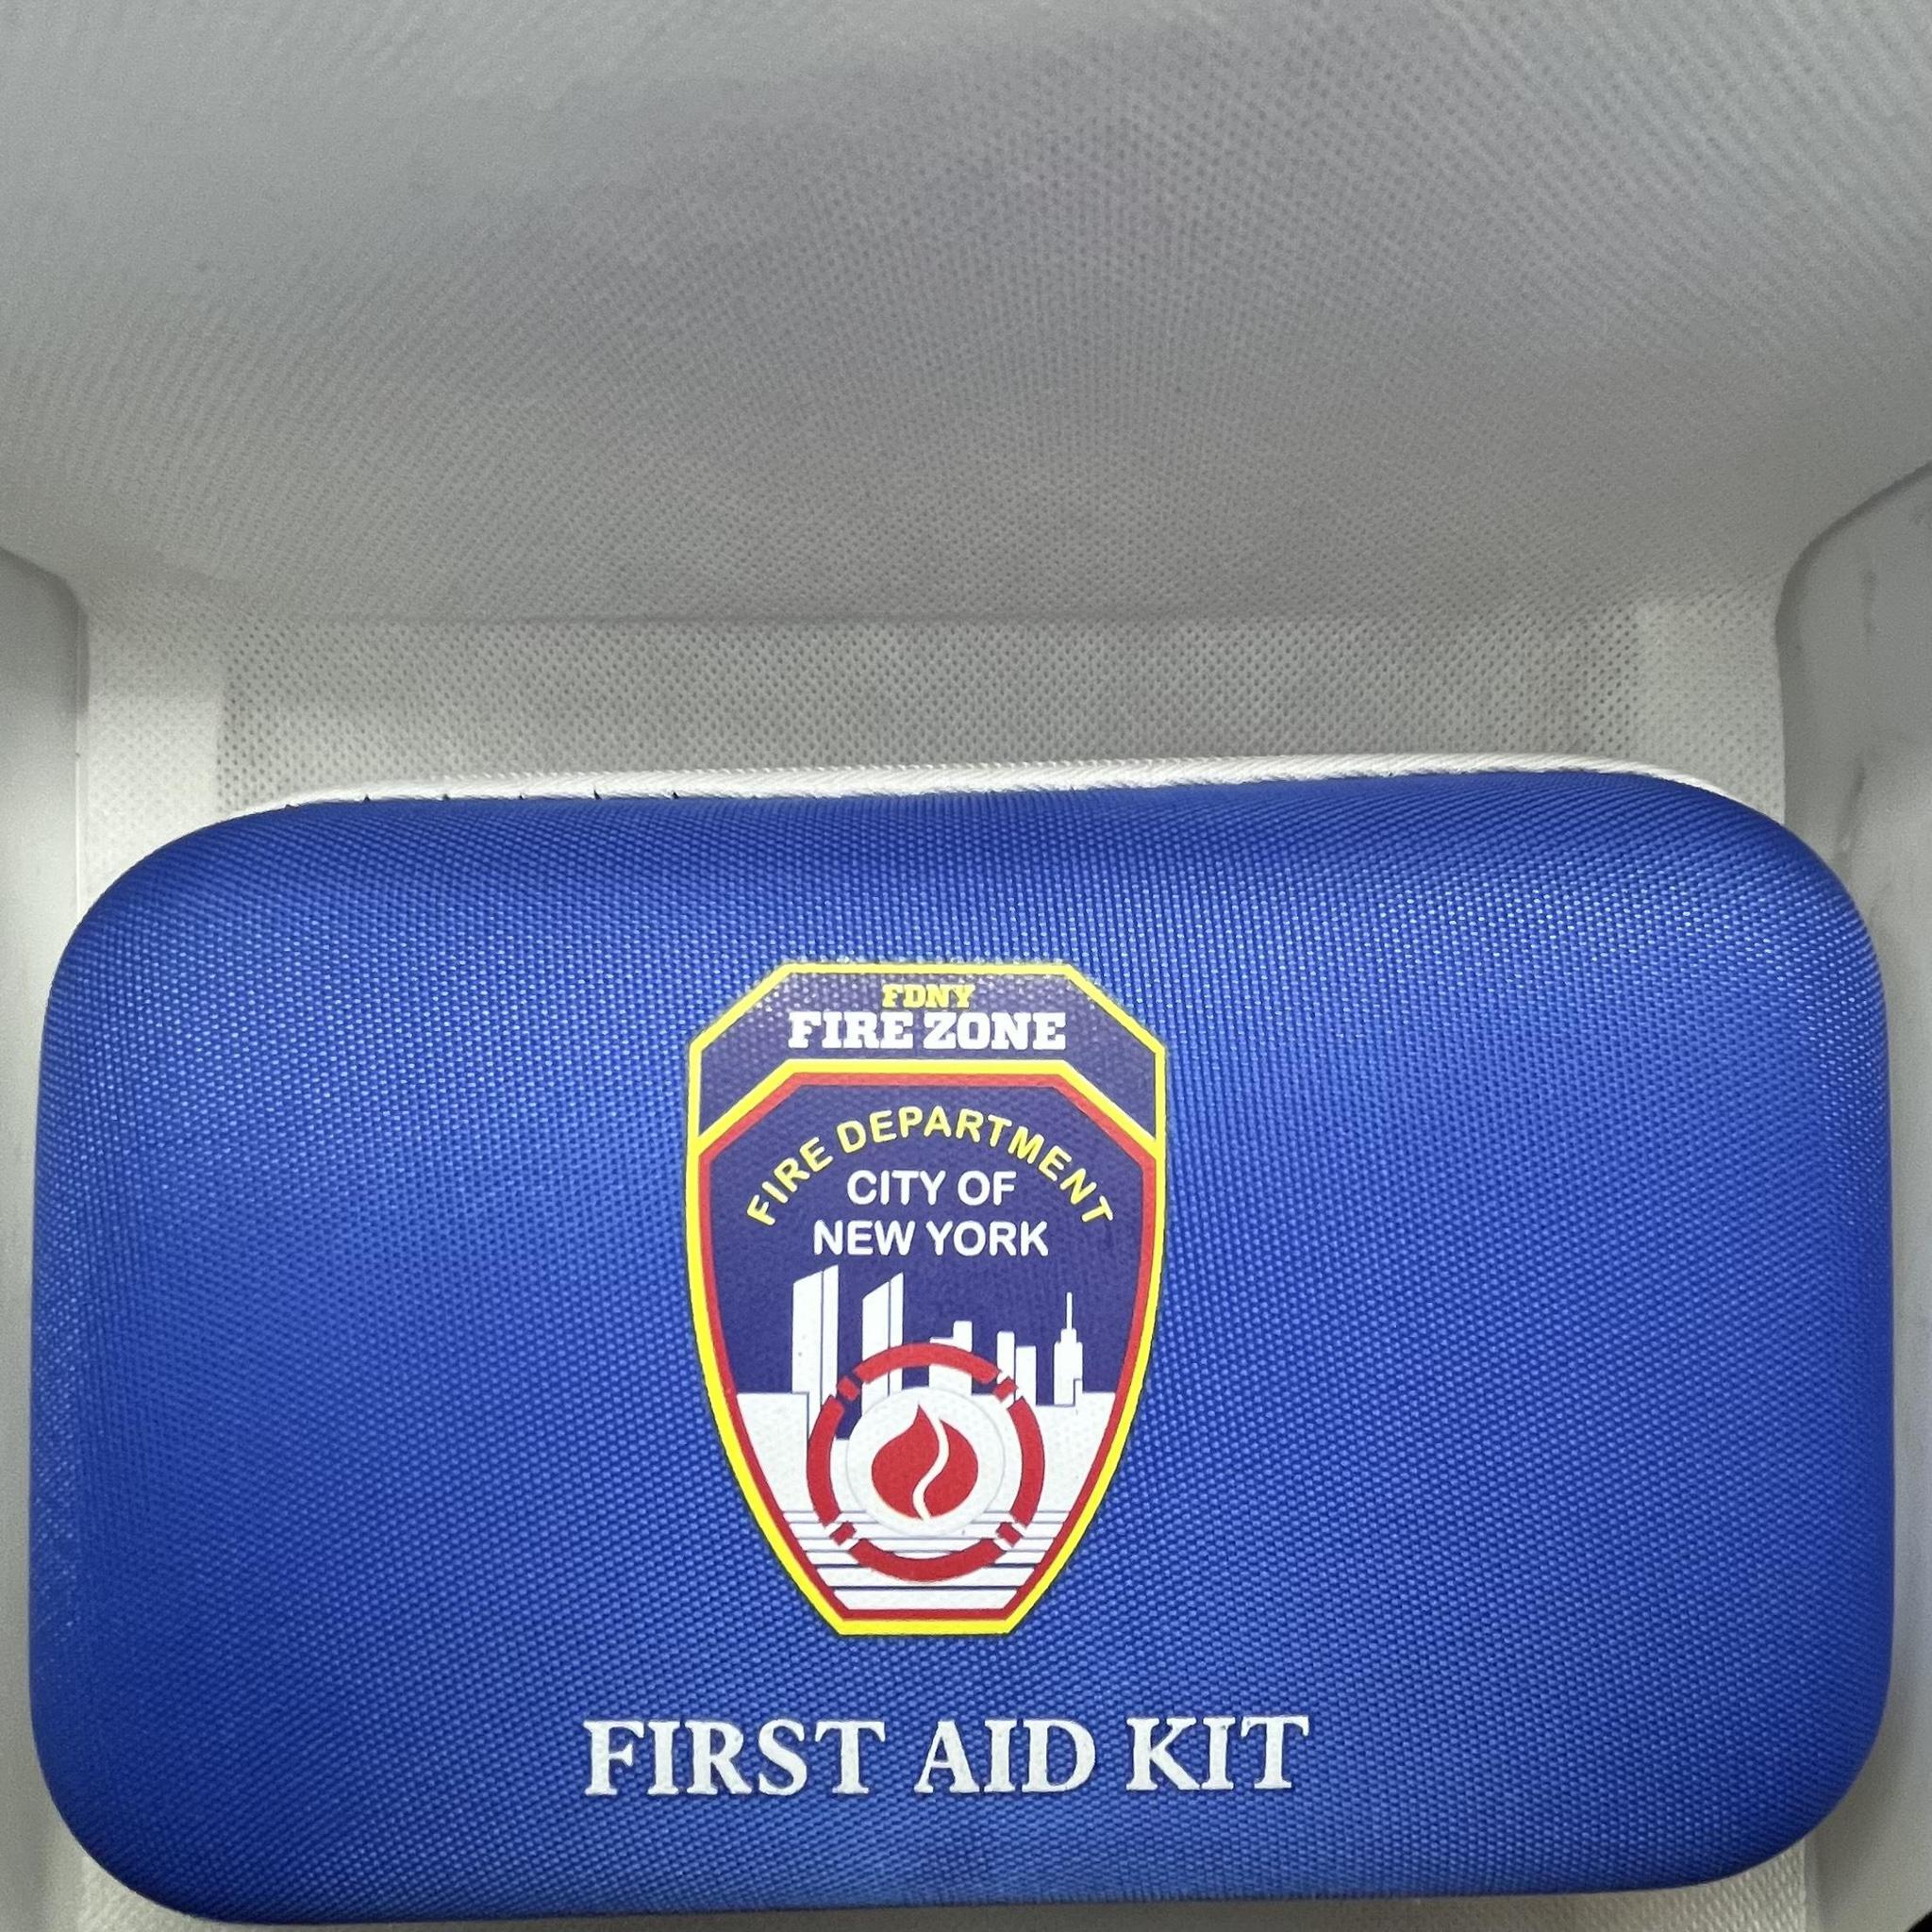 FDNY
FIRE ZONE
FIRE DEPARTMENT
CITY OF
NEW YORK
FIRST AID KIT